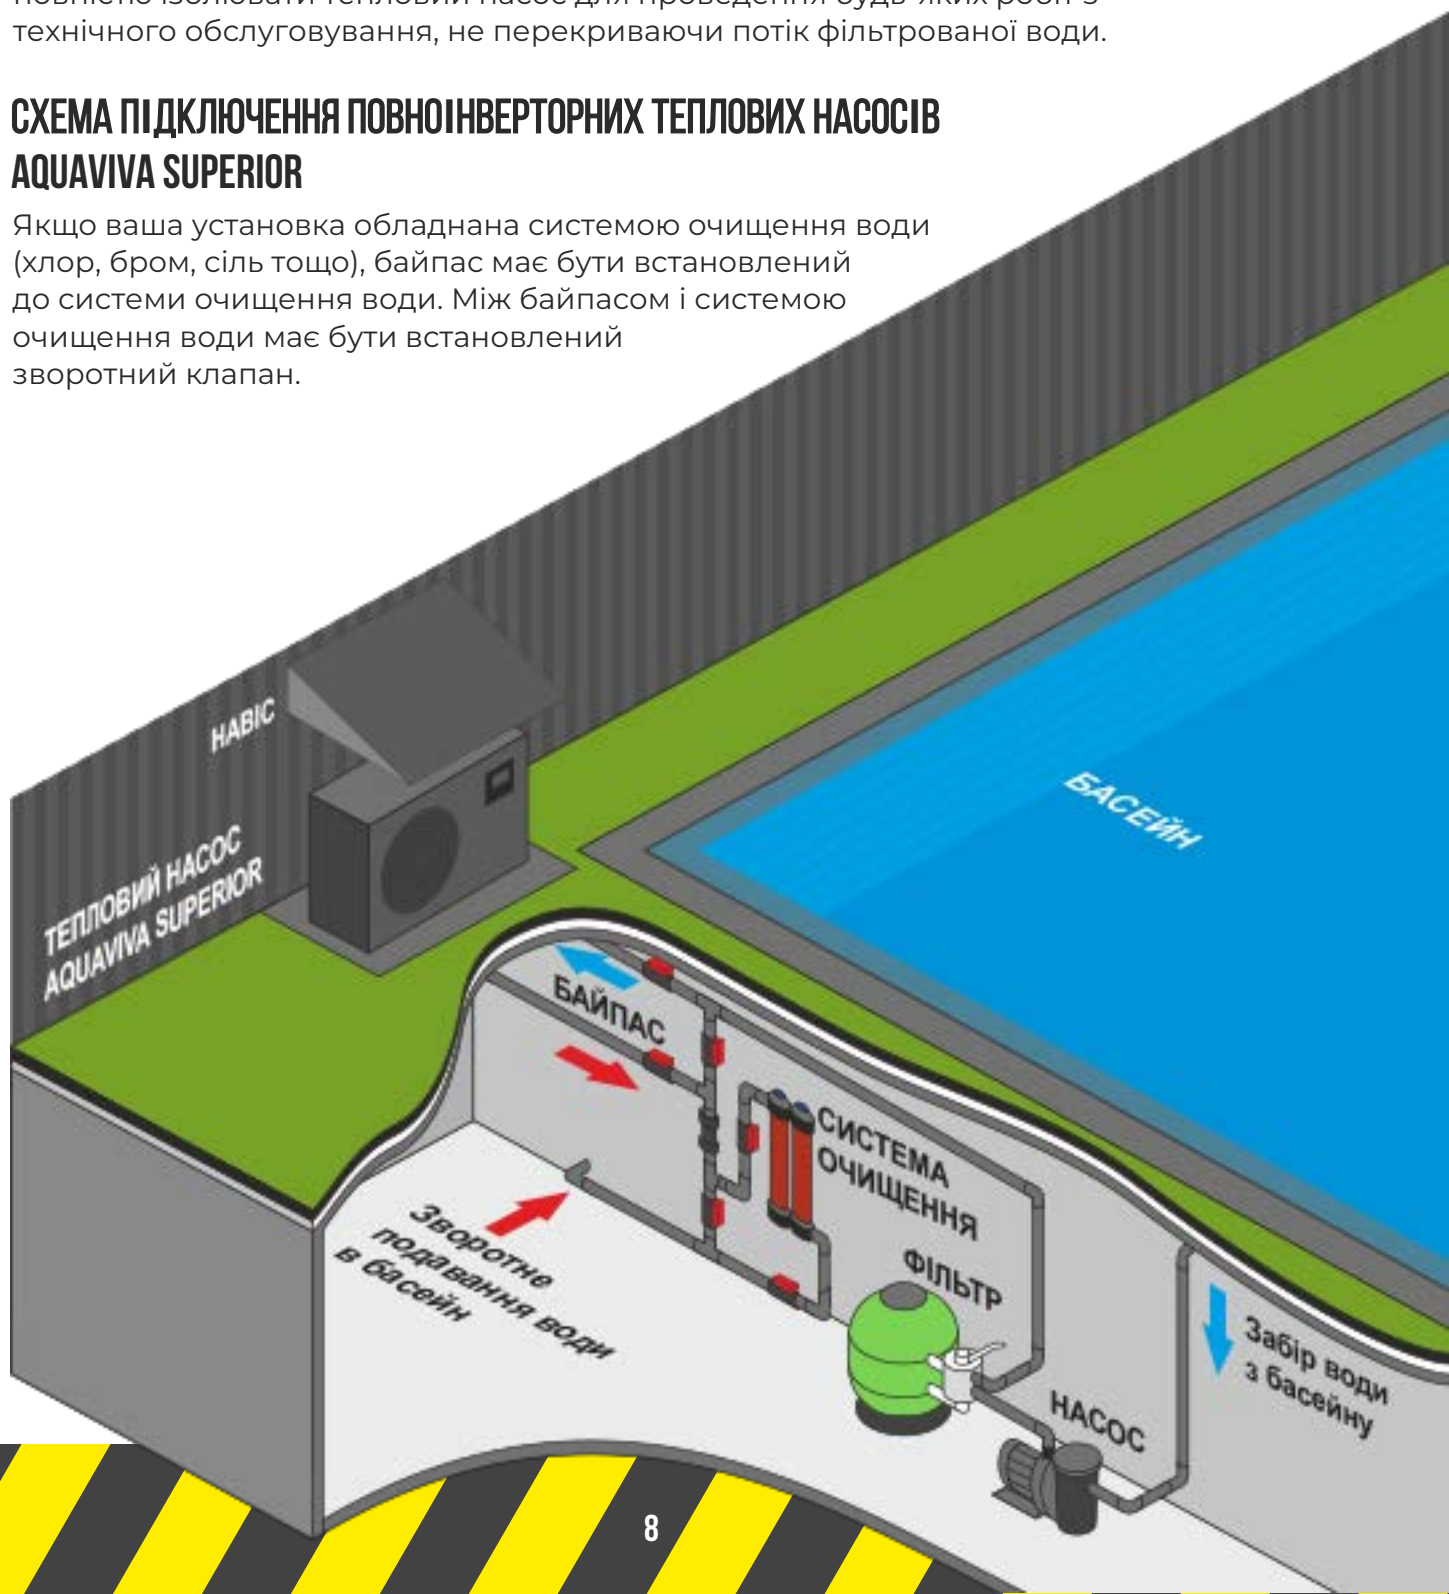 технічного обслуговування, не перекриваючи потік фільтрованої води.
СХЕМА ПІДКЛЮЧЕННЯ ПОВНОІНВЕРТОРНИХ ТЕПЛОВИХ НАСОСІВ
AQUAVIVA SUPERIOR
Якщо ваша установка обладнана системою очищення води
(хлор, бром, сіль тощо), байпас має бути встановлений
до системи очищення води. Між байпасом і системою
очищення води має бути встановлений
зворотний клапан.
НАВІС
ТЕПЛОВИЙ НАСОС
AQUAVIVA SUPERIOR
БАСЕЙН
БАЙПАС
СИСТЕМА
ОЧИЩЕННЯ
Зворотне
подавання води
в басейн
ФІЛЬТР
Забір води
з басейну
НАСОС
8